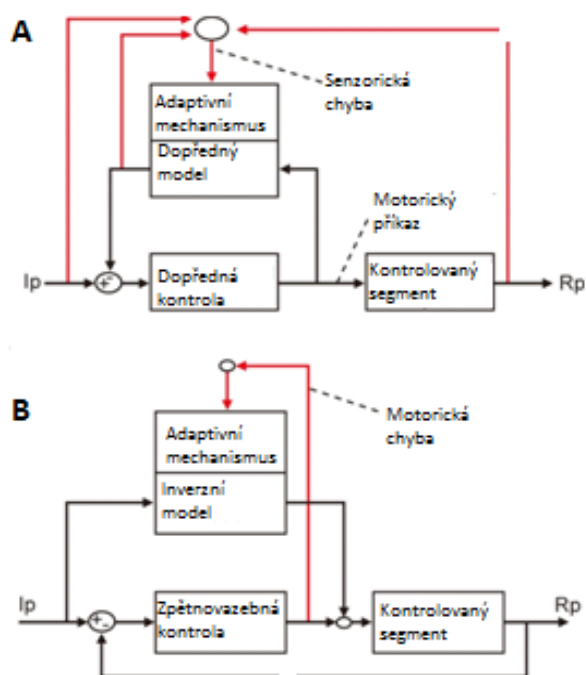 A
Senzorická
chyba
Adaptivní
mechanismus
Dopředný
model
Motorický
příkaz
Ip
+
-
Dopředná
kontrola
Kontrolovaný
segment
Rp
B
Motorická
chyba
Adaptivní
mechanismus
Inverzní
model
Ip
+
-
Zpětnovazebná
kontrola
Kontrolovaný
segment
Rp